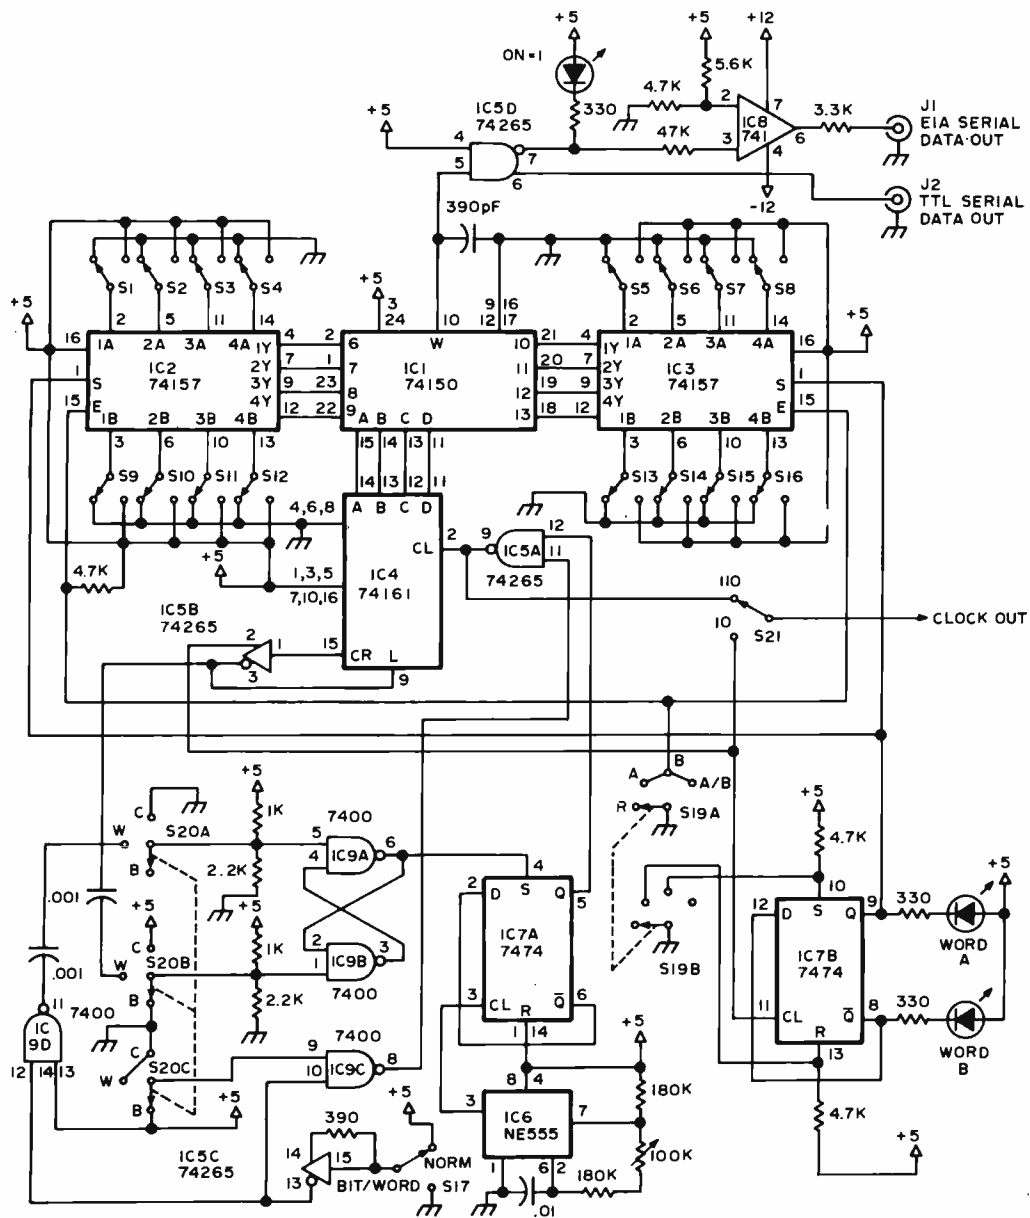 +5
+5
+12
ON=1
5.6K
4.7K
330
2
7
IC8
741
3
4
6
3.3K
J1
EIA SERIAL
DATA OUT
+5
IC5D
74265
4
5
7
6
47K
-12
J2
TTL SERIAL
DATA OUT
390pF
S1
S2
S3
S4
+5
3
24
9
16
12
17
10
S5
S6
S7
S8
+5
+5
2
5
11
14
16
1A
2A
3A
4A
1
S
IC2
74157
15
E
1B
2B
3B
4B
1Y
2Y
3Y
4Y
4
7
9
12
2
1
23
22
6
7
8
9
W
IC1
74150
A
B
C
D
10
11
12
13
21
20
19
18
4
7
9
12
2
5
11
14
1A
2A
3A
4A
1Y
2Y
3Y
4Y
IC3
74157
16
S
1
E
15
1B
2B
3B
4B
3
6
10
13
S9
S10
S11
S12
15
14
13
11
14
13
12
11
3
6
10
13
S13
S14
S15
S16
4,6,8
A
B
C
D
CL
2
9
IC5A
74265
12
11
+5
1,3,5
7,10,16
IC4
74161
4.7K
IC5B
74265
2
1
3
15
CR
L
9
110
10
S21
CLOCK OUT
A
B
A/B
R
S19A
S19B
+5
1K
2.2K
C
W
S20A
B
+5
+5
1K
2.2K
C
W
S20B
B
.001
.001
7400
5
4
6
IC9A
2
1
3
IC9B
7400
7400
9
10
8
IC9C
11
7400
IC
9D
12
14
13
C
W
S20C
B
+5
4
2
D
S
Q
5
IC7A
7474
3
CL
Q
6
R
1
14
+5
4.7K
10
12
D
S
Q
9
IC7B
7474
11
CL
Q
8
R
13
330
330
+5
WORD
A
WORD
B
4.7K
+5
+5
180K
8
4
3
IC6
NE555
7
1
6
2
100K
180K
.01
IC5C
74265
390
14
15
13
+5
NORM
BIT/WORD
S17